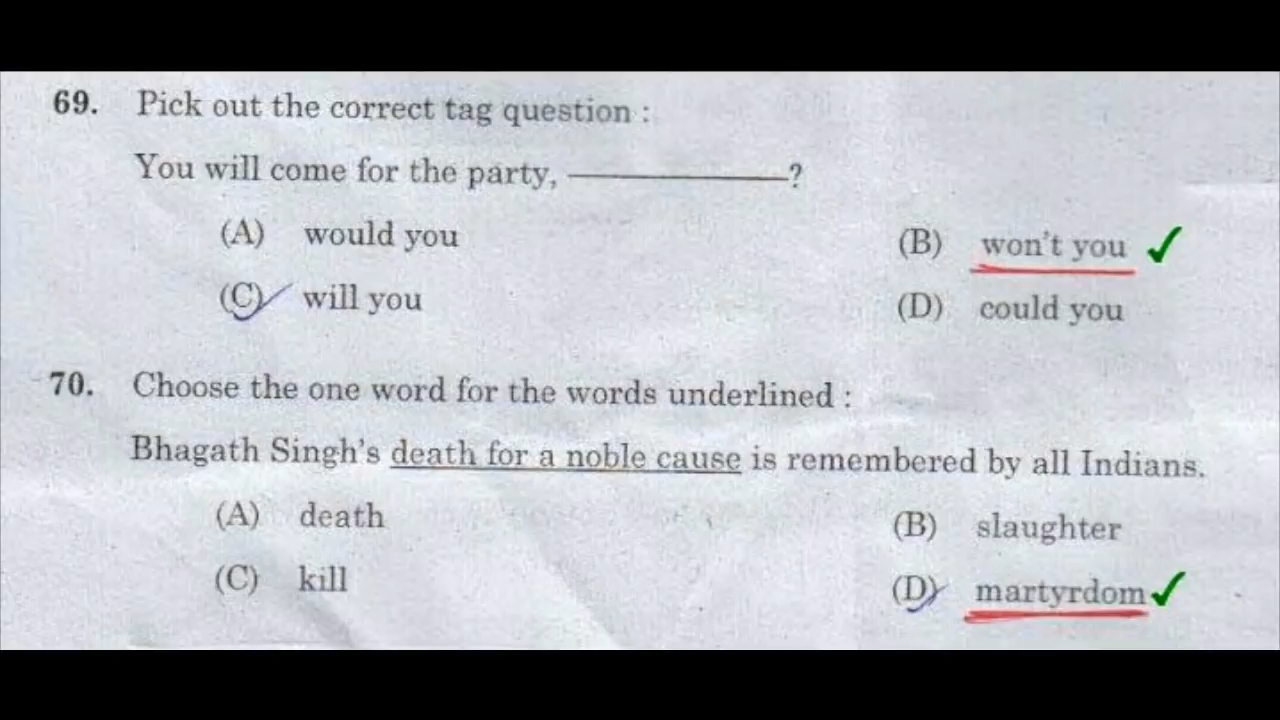 69. Pick out the correct tag question :
You will come for the party, ————————?
(A) would you (B) won't you
(C) will you (D) could you
70. Choose the one word for the words underlined :
Bhagath Singh's death for a noble cause is remembered by all Indians.
(A) death (B) slaughter
(C) kill (D) martyrdom